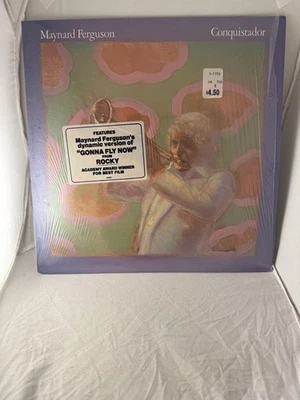 Maynard Ferguson
Conquistador
$4.50
FEATURES
Maynard Ferguson's
dynamic version of
"GONNA FLY NOW"
FROM
ROCKY
ACADEMY AWARD WINNER
FOR BEST FILM